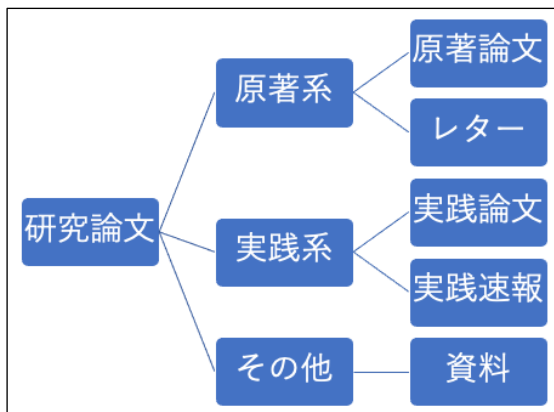 研究論文
原著系
原著論文
レター
実践系
実践論文
実践速報
その他
資料